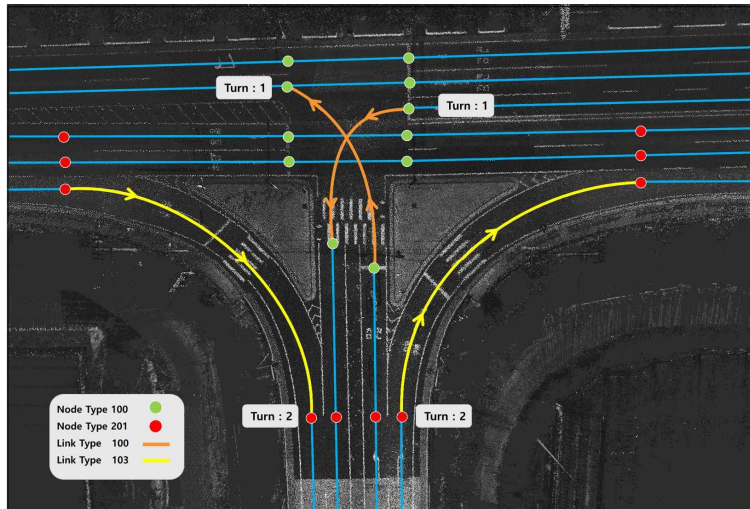 Turn : 1
Turn : 1
Turn : 2
Turn : 2
Node Type 100
Node Type 201
Link Type 100
Link Type 103